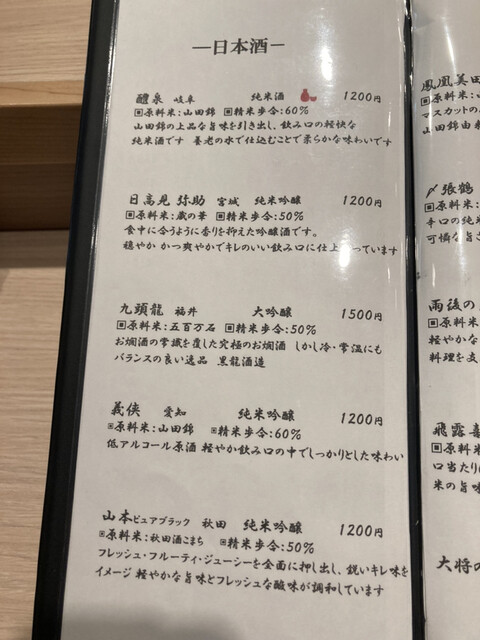 ―日本酒―
醴泉 岐阜 純米酒 1200円
▣原料米:山田錦 ▣精米歩合:60%
山田錦の上品な旨味を引き出し、飲み口の軽快な
純米酒です 養老の水で仕込むことで柔らかな味わいです
日高見 弥助 宮城 純米吟醸 1200円
▣原料米:蔵の華 ▣精米歩合:50%
食中に合うように香りを抑えた吟醸酒です。
穏やか かつ爽やかでキレのいい飲み口に仕上がっています
九頭龍 福井 大吟醸 1500円
▣原料米:五百万石 ▣精米歩合:50%
お燗酒の常識を覆した究極のお燗酒 しかし冷・常温にも
バランスの良い逸品 黒龍酒造
義侠 愛知 純米吟醸 1200円
▣原料米:山田錦 ▣精米歩合:60%
低アルコール原酒 軽やか飲み口の中でしっかりとした味わい
山本ピュアブラック 秋田 純米吟醸 1200円
▣原料米:秋田酒こまち ▣精米歩合:50%
フレッシュ・フルーティ・ジューシーを全面に押し出し、鋭いキレ味を
イメージ 軽やかな旨味とフレッシュな酸味が調和しています
鳳凰美田
▣原料米:
マスカットの
山田錦由来
〆張鶴
▣原料米:
辛口の純米
可憐な旨さ
雨後の
▣原料米
軽やかな
料理を支
飛露喜
▣原料
口当たり
米の旨味
大将の